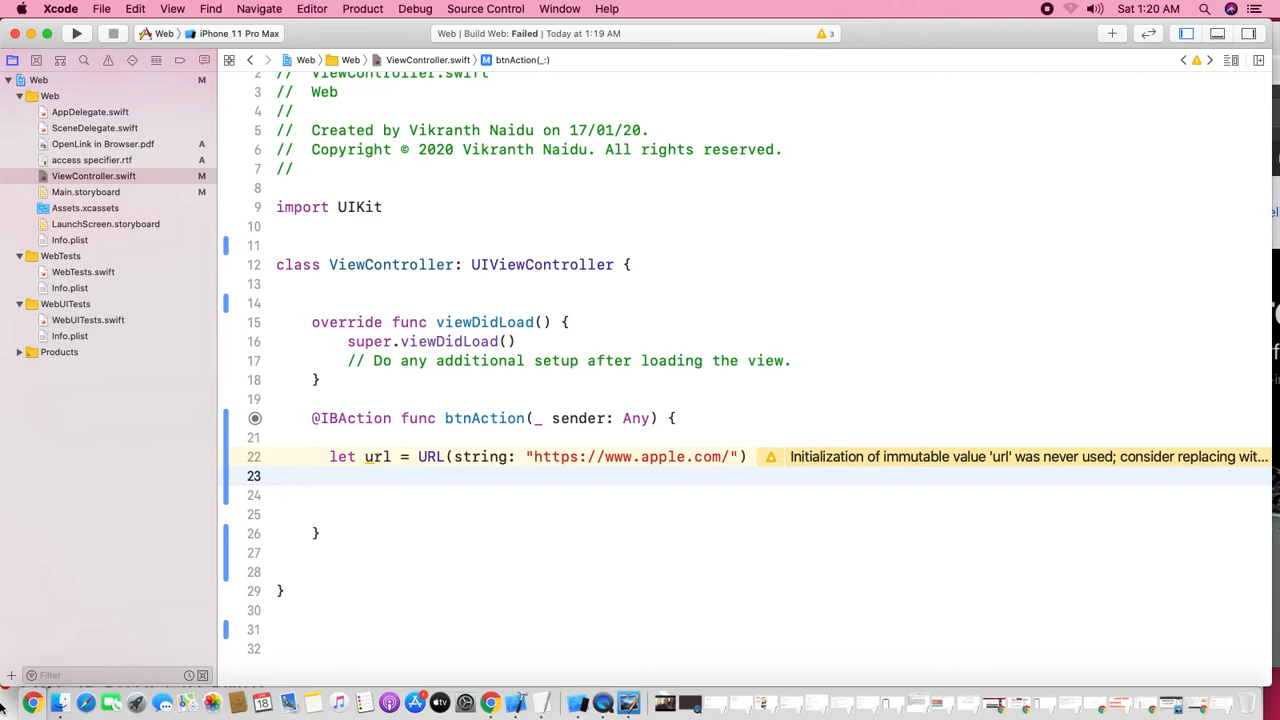 Xcode File Edit View Find Navigate Editor Product Debug Source Control Window Help Sat 1:20 AM
Web iPhone 11 Pro Max Web | Build Web: Failed | Today at 1:19 AM 3
Web Web ViewController.swift M btnAction(_:)
Web M
Web
AppDelegate.swift
SceneDelegate.swift
OpenLink in Browser.pdf A
access specifier.rtf A
ViewController.swift M
Main.storyboard M
Assets.xcassets
LaunchScreen.storyboard
Info.plist
WebTests
WebTests.swift
Info.plist
WebUITests
WebUITests.swift
Info.plist
Products
Filter
2 // ViewController.swift
3 // Web
4 //
5 // Created by Vikranth Naidu on 17/01/20.
6 // Copyright © 2020 Vikranth Naidu. All rights reserved.
7 //
8
9 import UIKit
10
11
12 class ViewController: UIViewController {
13
14
15 override func viewDidLoad() {
16 super.viewDidLoad()
17 // Do any additional setup after loading the view.
18 }
19
@IBAction func btnAction(_ sender: Any) {
21
22 let url = URL(string: "https://www.apple.com/") Initialization of immutable value 'url' was never used; consider replacing wit...
23
24
25
26 }
27
28
29 }
30
31
32